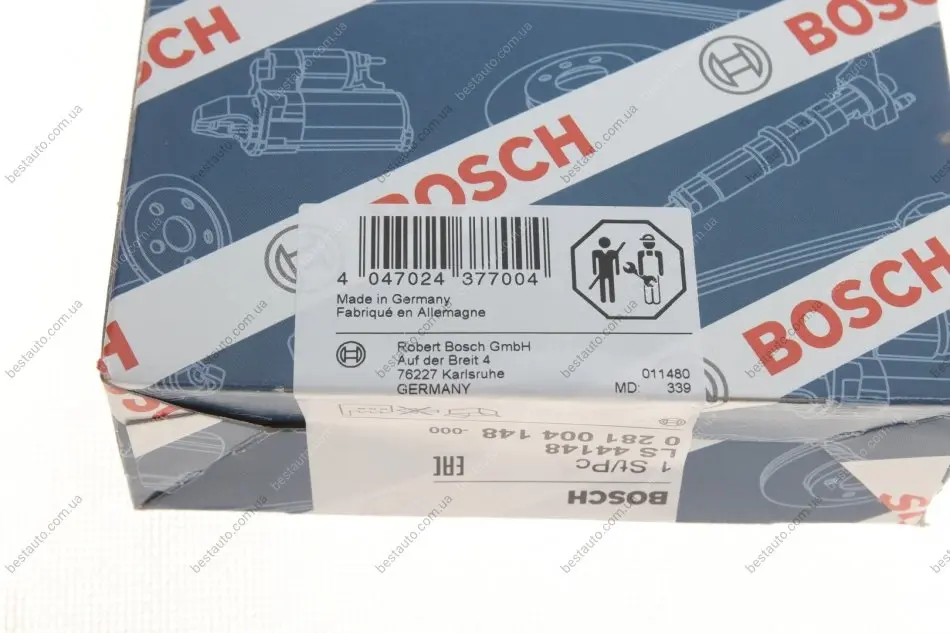 BOSCH
BOSCH
BOSCH
BOSCH
4 047024 377004
Made in Germany
Fabriqué en Allemagne
Robert Bosch GmbH
Auf der Breit 4
76227 Karlsruhe
GERMANY
011480
MD: 339
0 281 004 148 -000
LS 44148
1 St/Pc
EAC
BOSCH
bestauto.com.ua